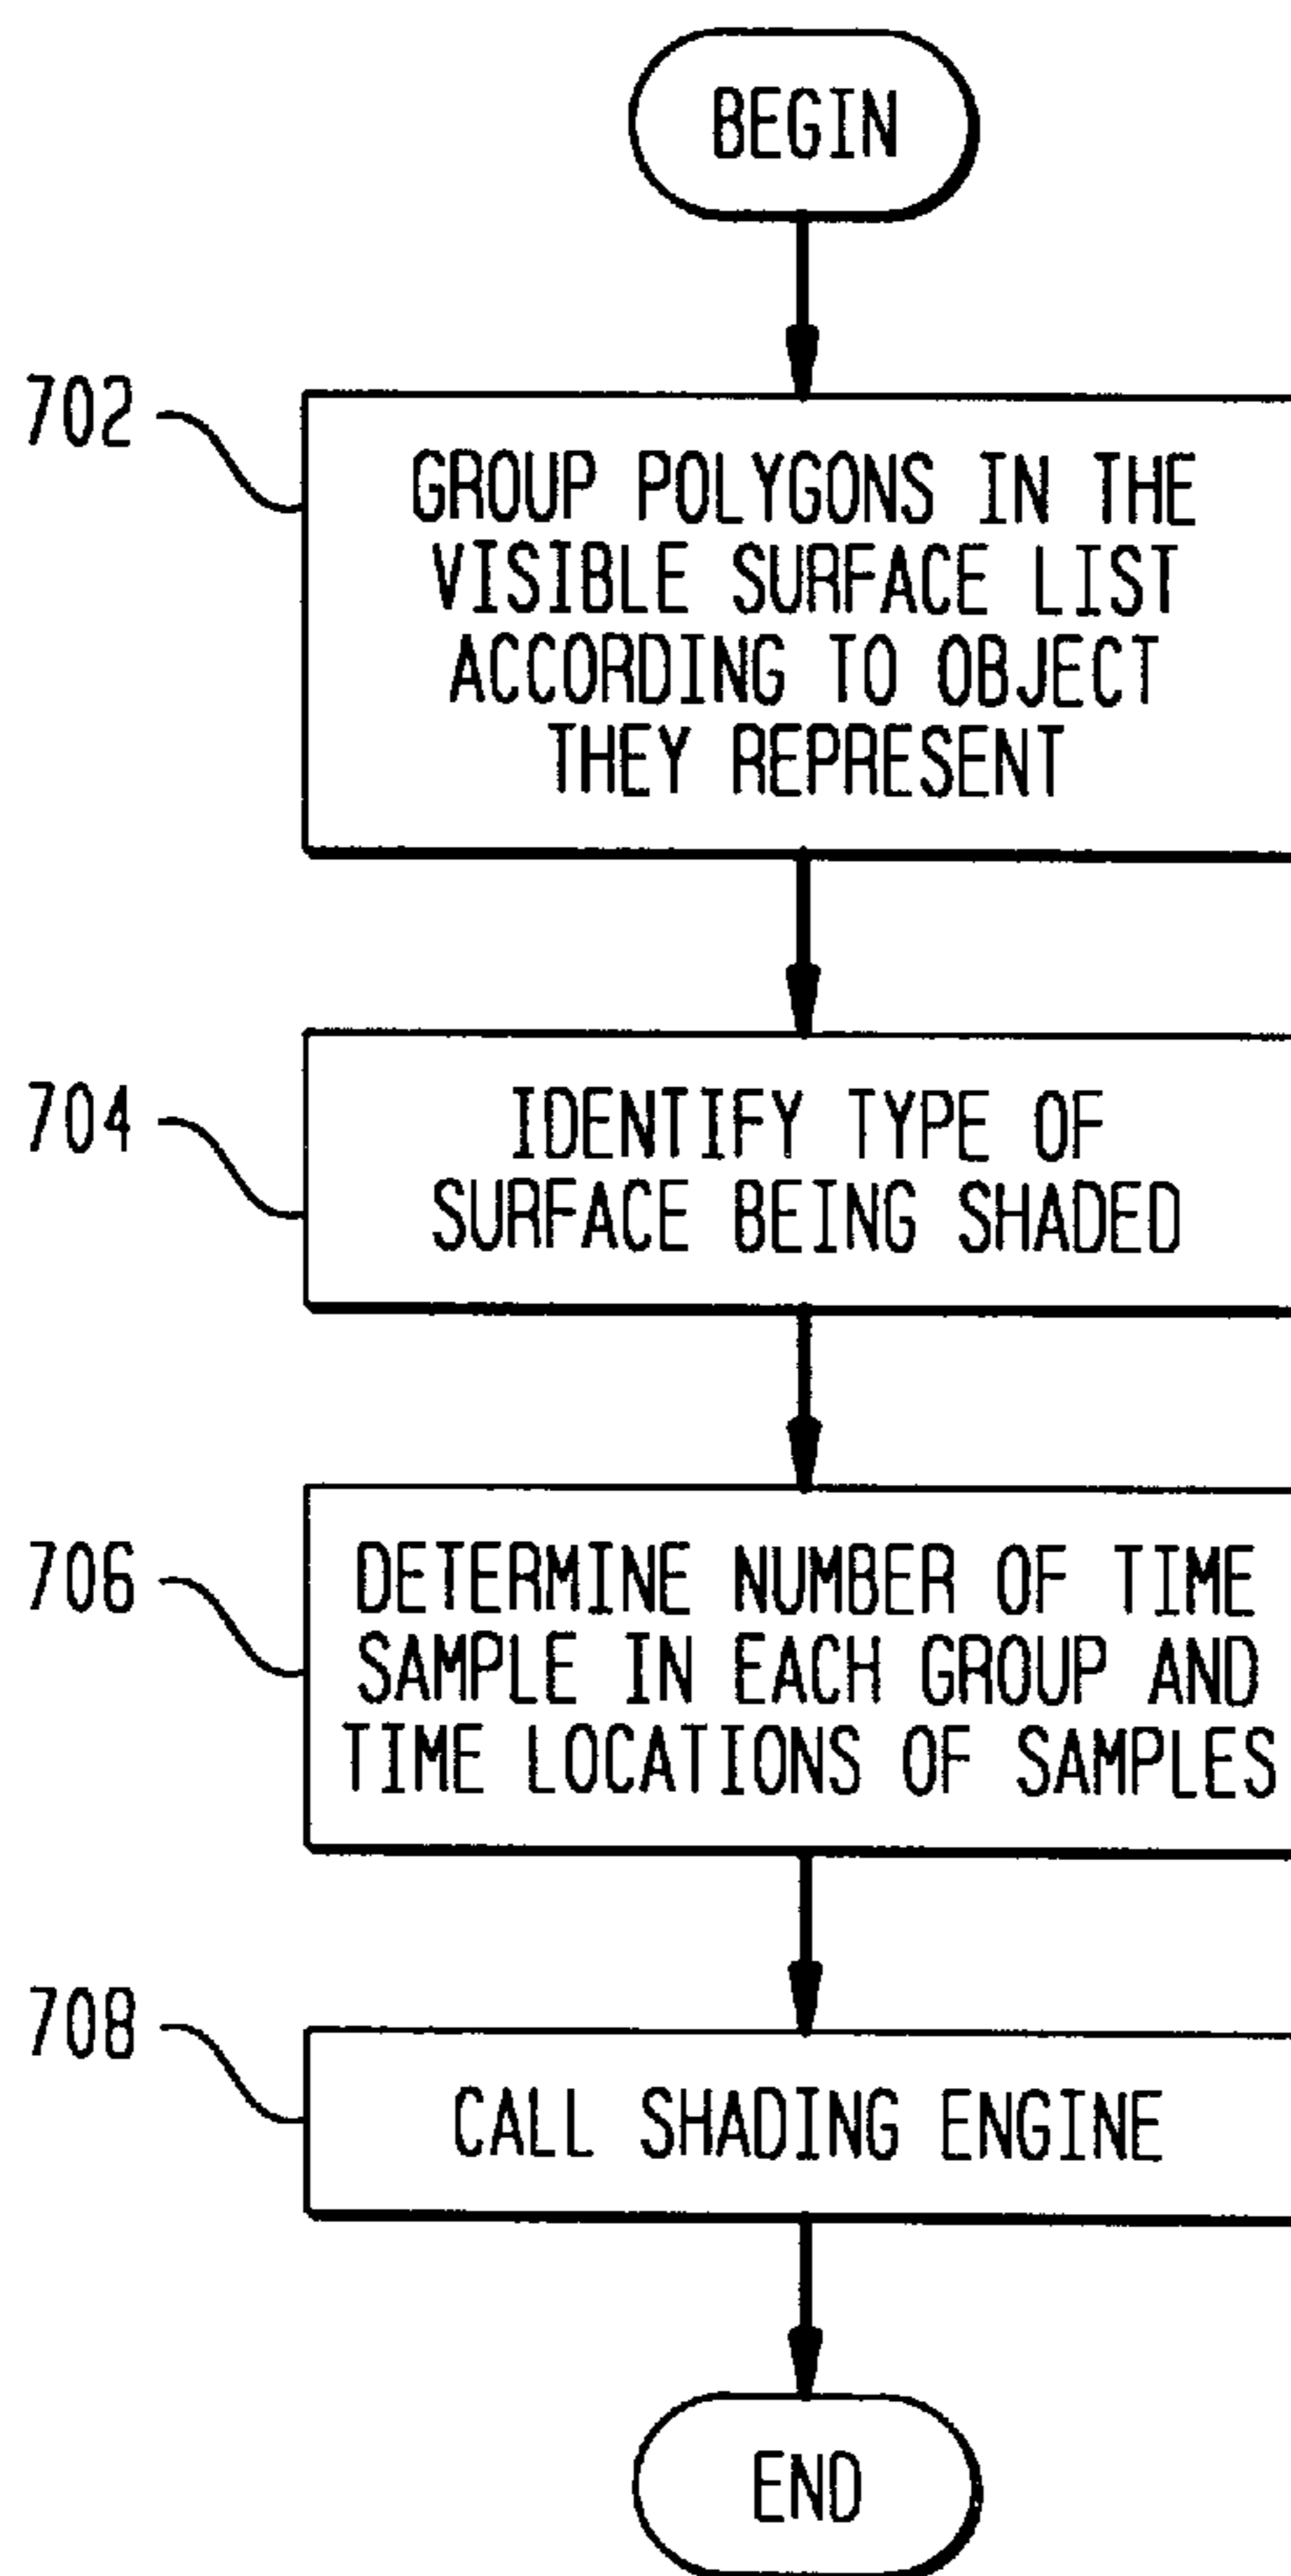 BEGIN
702
GROUP POLYGONS IN THE
VISIBLE SURFACE LIST
ACCORDING TO OBJECT
THEY REPRESENT
704
IDENTIFY TYPE OF
SURFACE BEING SHADED
706
DETERMINE NUMBER OF TIME
SAMPLE IN EACH GROUP AND
TIME LOCATIONS OF SAMPLES
708
CALL SHADING ENGINE
END